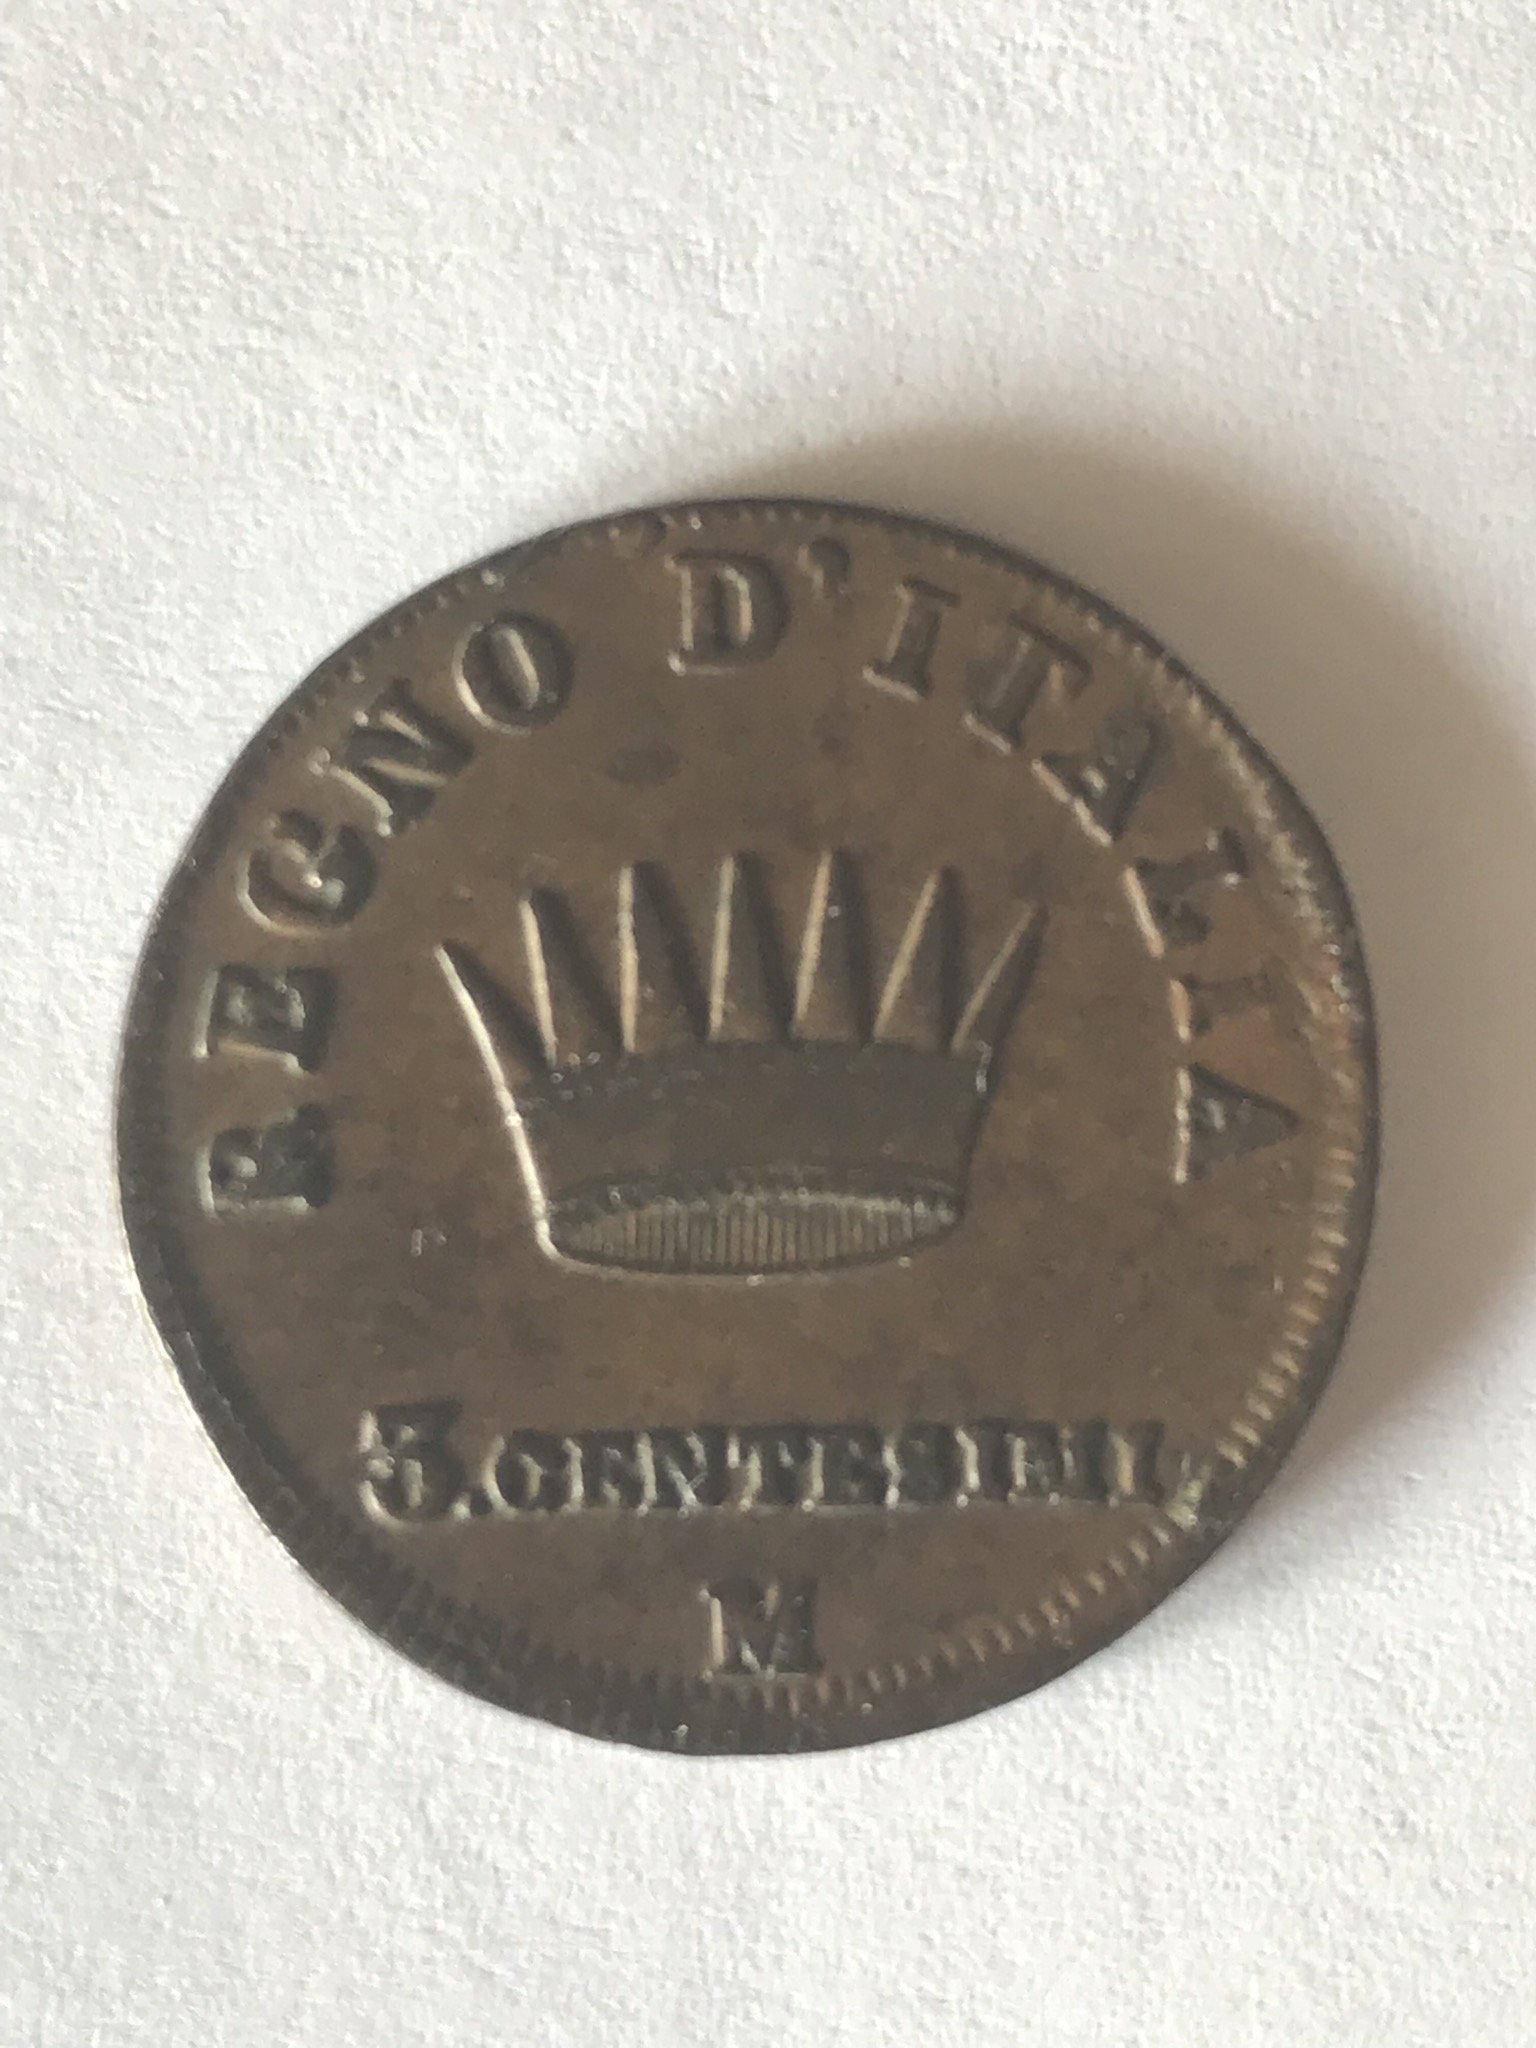 REGNO D'ITALIA
3.CENTESIMI
M